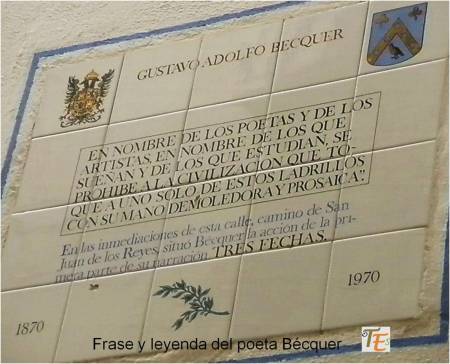 GUSTAVO ADOLFO BECQUER
EN NOMBRE DE LOS POETAS Y DE LOS
ARTISTAS, EN NOMBRE DE LOS QUE
SUEÑAN Y DE LOS QUE ESTUDIAN, SE
PROHIBE A LA CIVILIZACIÓN QUE TO-
QUE A UNO SOLO DE ESTOS LADRILLOS
CON SU MANO DEMOLEDORA Y PROSAICA".
En las inmediaciones de esta calle, camino de San
Juan de los Reyes, situó Bécquer la acción de la pri-
mera parte de su narración TRES FECHAS.
1870
1970
Frase y leyenda del poeta Bécquer
TEs